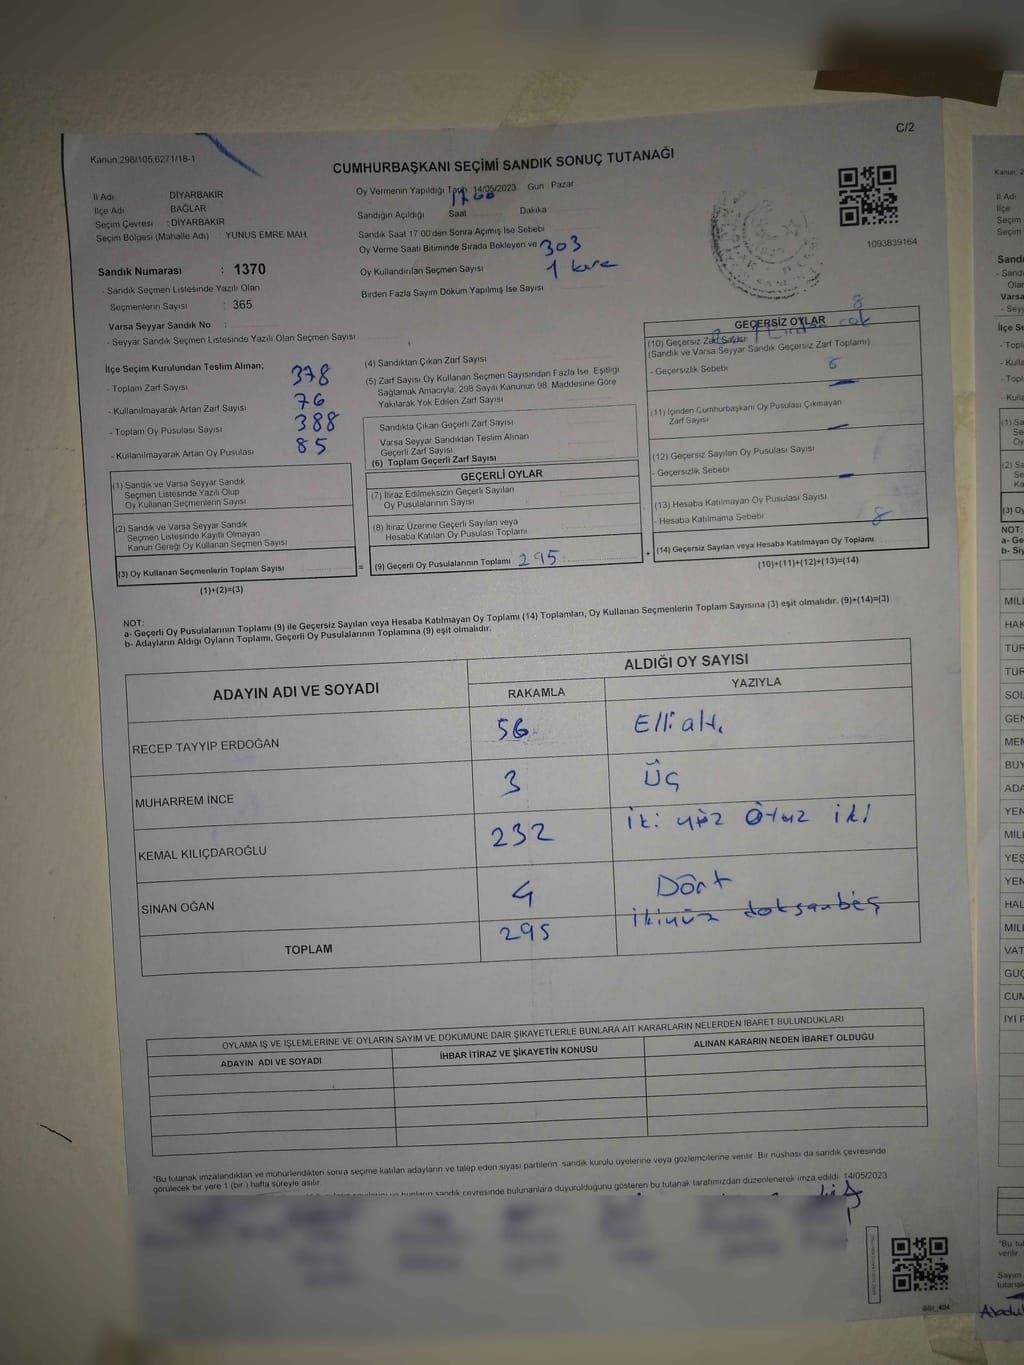 C/2
Kanun 298/105,6271/18-1
CUMHURBAŞKANI SEÇİMİ SANDIK SONUÇ TUTANAĞI
İl Adı DİYARBAKIR
İlçe Adı BAĞLAR
Seçim Çevresi : DİYARBAKIR
Seçim Bölgesi (Mahalle Adı) YUNUS EMRE MAH.
Sandık Numarası : 1370
- Sandık Seçmen Listesinde Yazılı Olan
Seçmenlerin Sayısı : 365
Varsa Seyyar Sandık No :
- Seyyar Sandık Seçmen Listesinde Yazılı Olan Seçmen Sayısı
Oy Vermenin Yapıldığı Tarih 14/05/2023 Gün Pazar
17 00
Sandığın Açıldığı Saat Dakika
Sandık Saat 17 00'den Sonra Açımış İse Sebebi
Oy Verme Saati Bitiminde Sırada Bekleyen ve 303
Oy Kullandırılan Seçmen Sayısı 1 kere
Birden Fazla Sayım Döküm Yapılmış İse Sayısı
1093839164
İlçe Seçim Kurulundan Teslim Alınan;
- Toplam Zarf Sayısı 378
- Kullanılmayarak Artan Zarf Sayısı 76
- Toplam Oy Pusulası Sayısı 388
- Kullanılmayarak Artan Oy Pusulası 85
(1) Sandık ve Varsa Seyyar Sandık
Seçmen Listesinde Yazılı Olup
Oy Kullanan Seçmenlerin Sayısı
(2) Sandık ve Varsa Seyyar Sandık
Seçmen Listesinde Kayıtlı Olmayan
Kanun Gereği Oy Kullanan Seçmen Sayısı
(3) Oy Kullanan Seçmenlerin Toplam Sayısı
(1)+(2)=(3)
=
(4) Sandıktan Çıkan Zarf Sayısı
(5) Zarf Sayısı Oy Kullanan Seçmen Sayısından Fazla İse, Eşitliği
Sağlamak Amacıyla, 298 Sayılı Kanunun 98. Maddesine Göre
Yakılarak Yok Edilen Zarf Sayısı
Sandıkta Çıkan Geçerli Zarf Sayısı
Varsa Seyyar Sandıktan Teslim Alınan
Geçerli Zarf Sayısı
(6) Toplam Geçerli Zarf Sayısı
GEÇERLİ OYLAR
(7) İtiraz Edilmeksizin Geçerli Sayılan
Oy Pusulalarının Sayısı
(8) İtiraz Üzerine Geçerli Sayılan veya
Hesaba Katılan Oy Pusulası Toplamı
(9) Geçerli Oy Pusulalarının Toplamı 295
+
8
GEÇERSİZ OYLAR
(10) Geçersiz Zarf Sayısı
(Sandık ve Varsa Seyyar Sandık Geçersiz Zarf Toplamı)
- Geçersizlik Sebebi
(11) İçinden Cumhurbaşkanı Oy Pusulası Çıkmayan
Zarf Sayısı
(12) Geçersiz Sayılan Oy Pusulası Sayısı
- Geçersizlik Sebebi
(13) Hesaba Katılmayan Oy Pusulası Sayısı
- Hesaba Katılmama Sebebi 8
(14) Geçersiz Sayılan veya Hesaba Katılmayan Oy Toplamı
(10)+(11)+(12)+(13)=(14)
NOT:
a- Geçerli Oy Pusulalarının Toplamı (9) ile Geçersiz Sayılan veya Hesaba Katılmayan Oy Toplamı (14) Toplamları, Oy Kullanan Seçmenlerin Toplam Sayısına (3) eşit olmalıdır. (9)+(14)=(3)
b- Adayların Aldığı Oyların Toplamı, Geçerli Oy Pusulalarının Toplamına (9) eşit olmalıdır.
ADAYIN ADI VE SOYADI ALDIĞI OY SAYISI
RAKAMLA YAZIYLA
RECEP TAYYİP ERDOĞAN 56 Elli altı
MUHARREM İNCE 3 Üç
KEMAL KILIÇDAROĞLU 232 iki yüz Otuz iki
SİNAN OĞAN 4 Dört
TOPLAM 295 ikiyüz doksanbeş
OYLAMA İŞ VE İŞLEMLERİNE VE OYLARIN SAYIM VE DÖKÜMÜNE DAİR ŞİKAYETLERLE BUNLARA AİT KARARLARIN NELERDEN İBARET BULUNDUKLARI
ADAYIN ADI VE SOYADI İHBAR İTİRAZ VE ŞİKAYETİN KONUSU ALINAN KARARIN NEDEN İBARET OLDUĞU
*Bu tutanak imzalandıktan ve mühürlendikten sonra seçime katılan adayların ve talep eden siyasi partilerin sandık kurulu üyelerine veya gözlemcilerine verilir. Bir nüshası da sandık çevresinde
görülecek bir yere 1 (bir) hafta süreyle asılır.
sandık çevresinde bulunanlara duyurulduğunu gösteren bu tutanak tarafımızdan düzenlenerek imza edildi. 14/05/2023